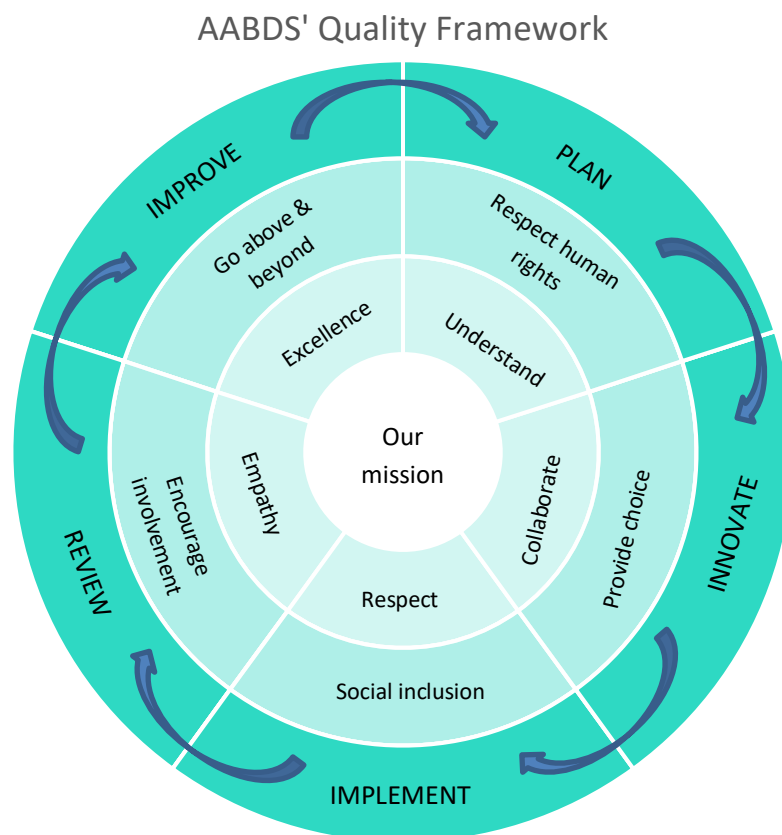 AABDS' Quality Framework
PLAN
INNOVATE
IMPLEMENT
REVIEW
IMPROVE
Respect human
rights
Provide choice
Social inclusion
Encourage
involvement
Go above &
beyond
Understand
Collaborate
Respect
Empathy
Excellence
Our
mission